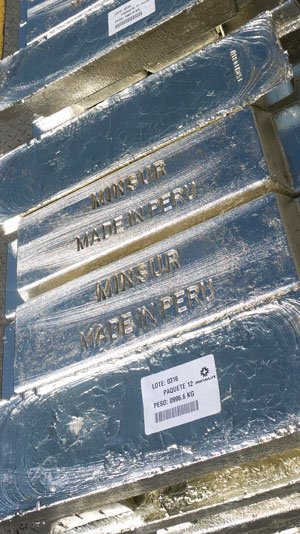 MINSUR
MADE IN PERU
MINSUR
MADE IN PERU
LOTE: 0316
PAQUETE 12
PESO: 0996.6 KG